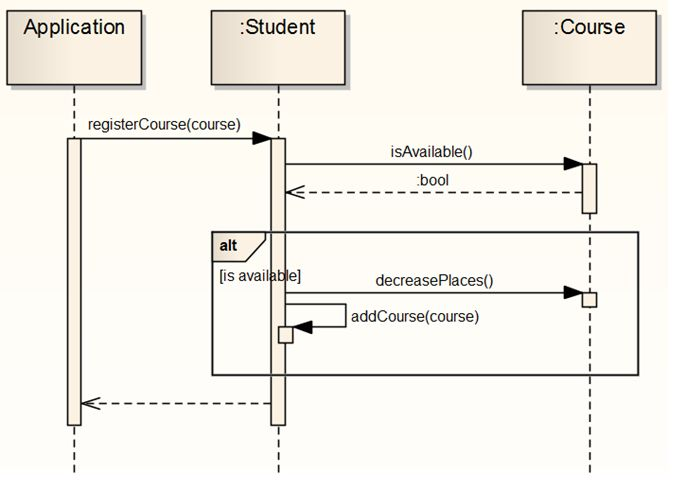 Application
:Student
:Course
registerCourse(course)
isAvailable()
:bool
alt
[is available]
decreasePlaces()
addCourse(course)